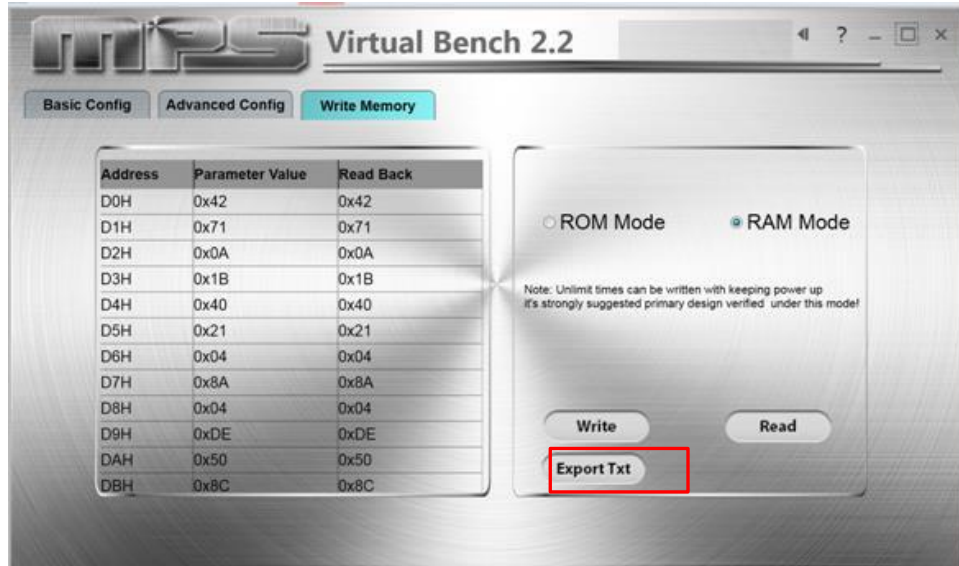 MPS Virtual Bench 2.2 ?
Basic Config Advanced Config Write Memory
Address Parameter Value Read Back
D0H 0x42 0x42
D1H 0x71 0x71
D2H 0x0A 0x0A
D3H 0x1B 0x1B
D4H 0x40 0x40
D5H 0x21 0x21
D6H 0x04 0x04
D7H 0x8A 0x8A
D8H 0x04 0x04
D9H 0xDE 0xDE
DAH 0x50 0x50
DBH 0x8C 0x8C
ROM Mode RAM Mode
Note: Unlimit times can be written with keeping power up
it's strongly suggested primary design verified under this mode!
Write Read
Export Txt